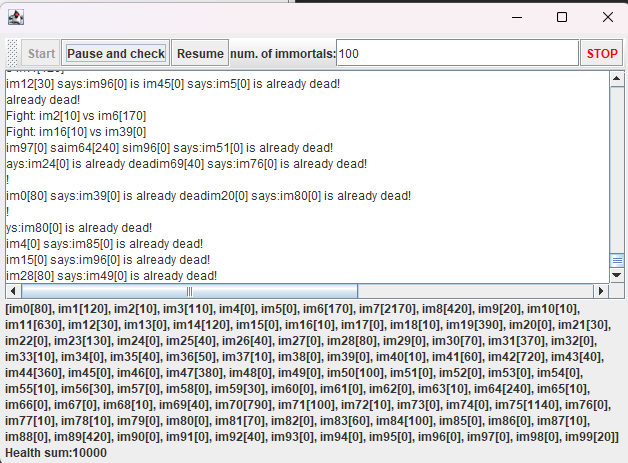 Start Pause and check Resume num. of immortals: 100 STOP
im12[30] says:im96[0] is im45[0] says:im5[0] is already dead!
already dead!
Fight: im2[10] vs im6[170]
Fight: im16[10] vs im39[0]
im97[0] saim64[240] sim96[0] says:im51[0] is already dead!
ays:im24[0] is already deadim69[40] says:im76[0] is already dead!
!
im0[80] says:im39[0] is already deadim20[0] says:im80[0] is already dead!
!
ys:im80[0] is already dead!
im4[0] says:im85[0] is already dead!
im15[0] says:im96[0] is already dead!
im28[80] says:im49[0] is already dead!
[im0[80], im1[120], im2[10], im3[110], im4[0], im5[0], im6[170], im7[2170], im8[420], im9[20], im10[10],
im11[630], im12[30], im13[0], im14[120], im15[0], im16[10], im17[0], im18[10], im19[390], im20[0], im21[30],
im22[0], im23[130], im24[0], im25[40], im26[40], im27[0], im28[80], im29[0], im30[70], im31[370], im32[0],
im33[10], im34[0], im35[40], im36[50], im37[10], im38[0], im39[0], im40[10], im41[60], im42[720], im43[40],
im44[360], im45[0], im46[0], im47[380], im48[0], im49[0], im50[100], im51[0], im52[0], im53[0], im54[0],
im55[10], im56[30], im57[0], im58[0], im59[30], im60[0], im61[0], im62[0], im63[10], im64[240], im65[10],
im66[0], im67[0], im68[10], im69[40], im70[790], im71[100], im72[10], im73[0], im74[0], im75[1140], im76[0],
im77[10], im78[10], im79[0], im80[0], im81[70], im82[0], im83[60], im84[100], im85[0], im86[0], im87[10],
im88[0], im89[420], im90[0], im91[0], im92[40], im93[0], im94[0], im95[0], im96[0], im97[0], im98[0], im99[20]]
Health sum:10000